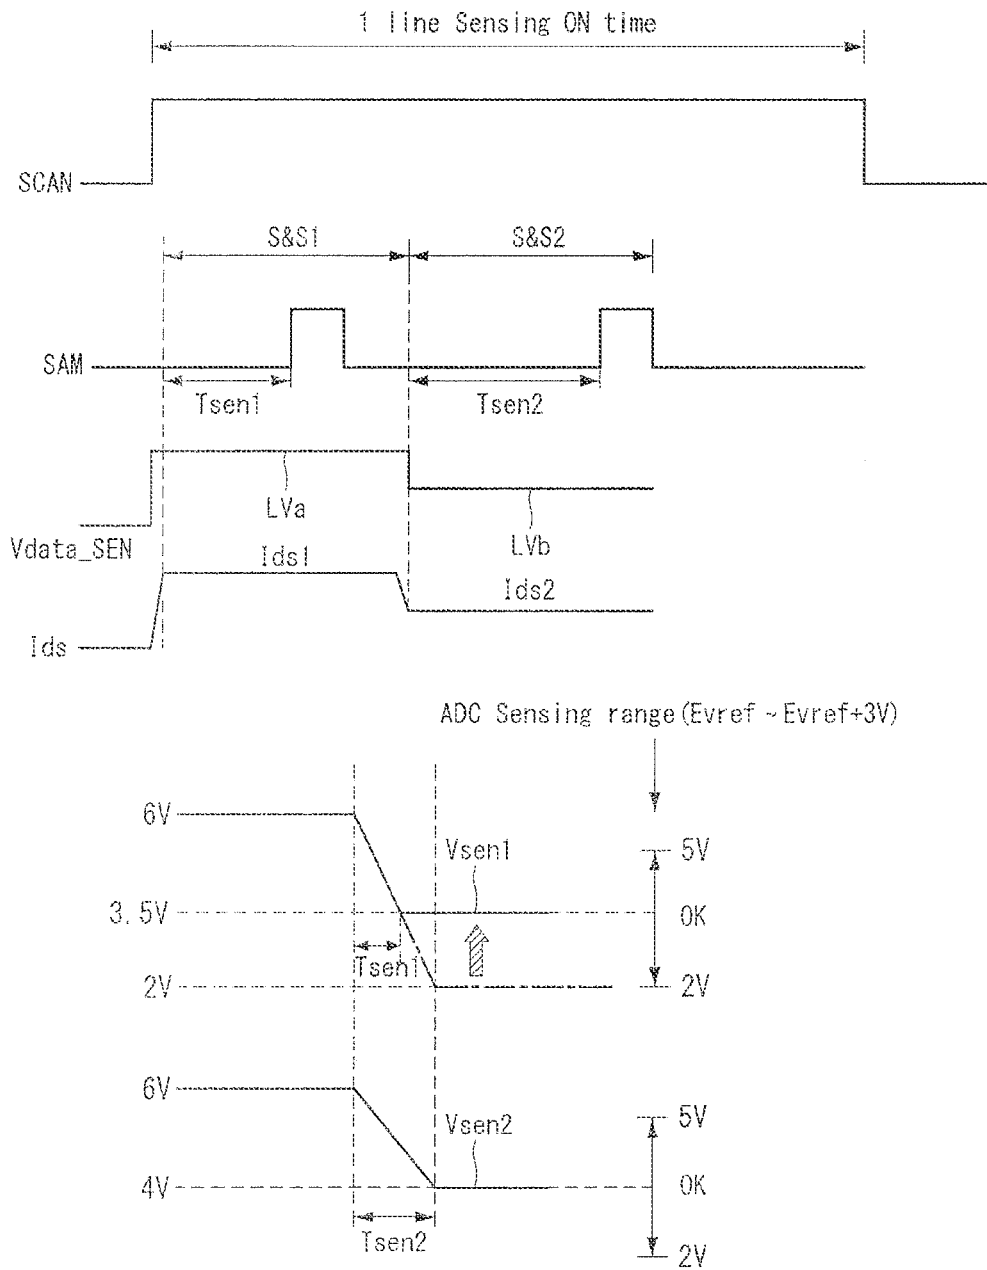 1 line Sensing ON time
SCAN
S&S1
S&S2
SAM
Tsen1
Tsen2
LVa
Vdata_SEN
LVb
Ids1
Ids2
Ids
ADC Sensing range(Evref ~ Evref+3V)
6V
Vsen1
5V
3.5V
OK
Tsen1
2V
2V
6V
Vsen2
5V
4V
OK
Tsen2
2V